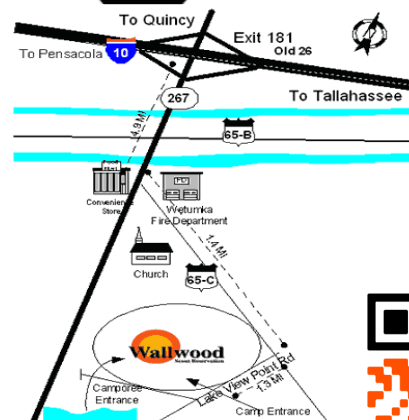 To Quincy
Exit 181
Old 26
To Pensacola
10
To Tallahassee
267
4.9 MI
65-B
Convenience
Store
Wetumka
Fire Department
1.4 MI
Church
65-C
Wallwood
Scout Reservation
Lake View Point Rd
1.3 MI
Camporee
Entrance
Camp Entrance